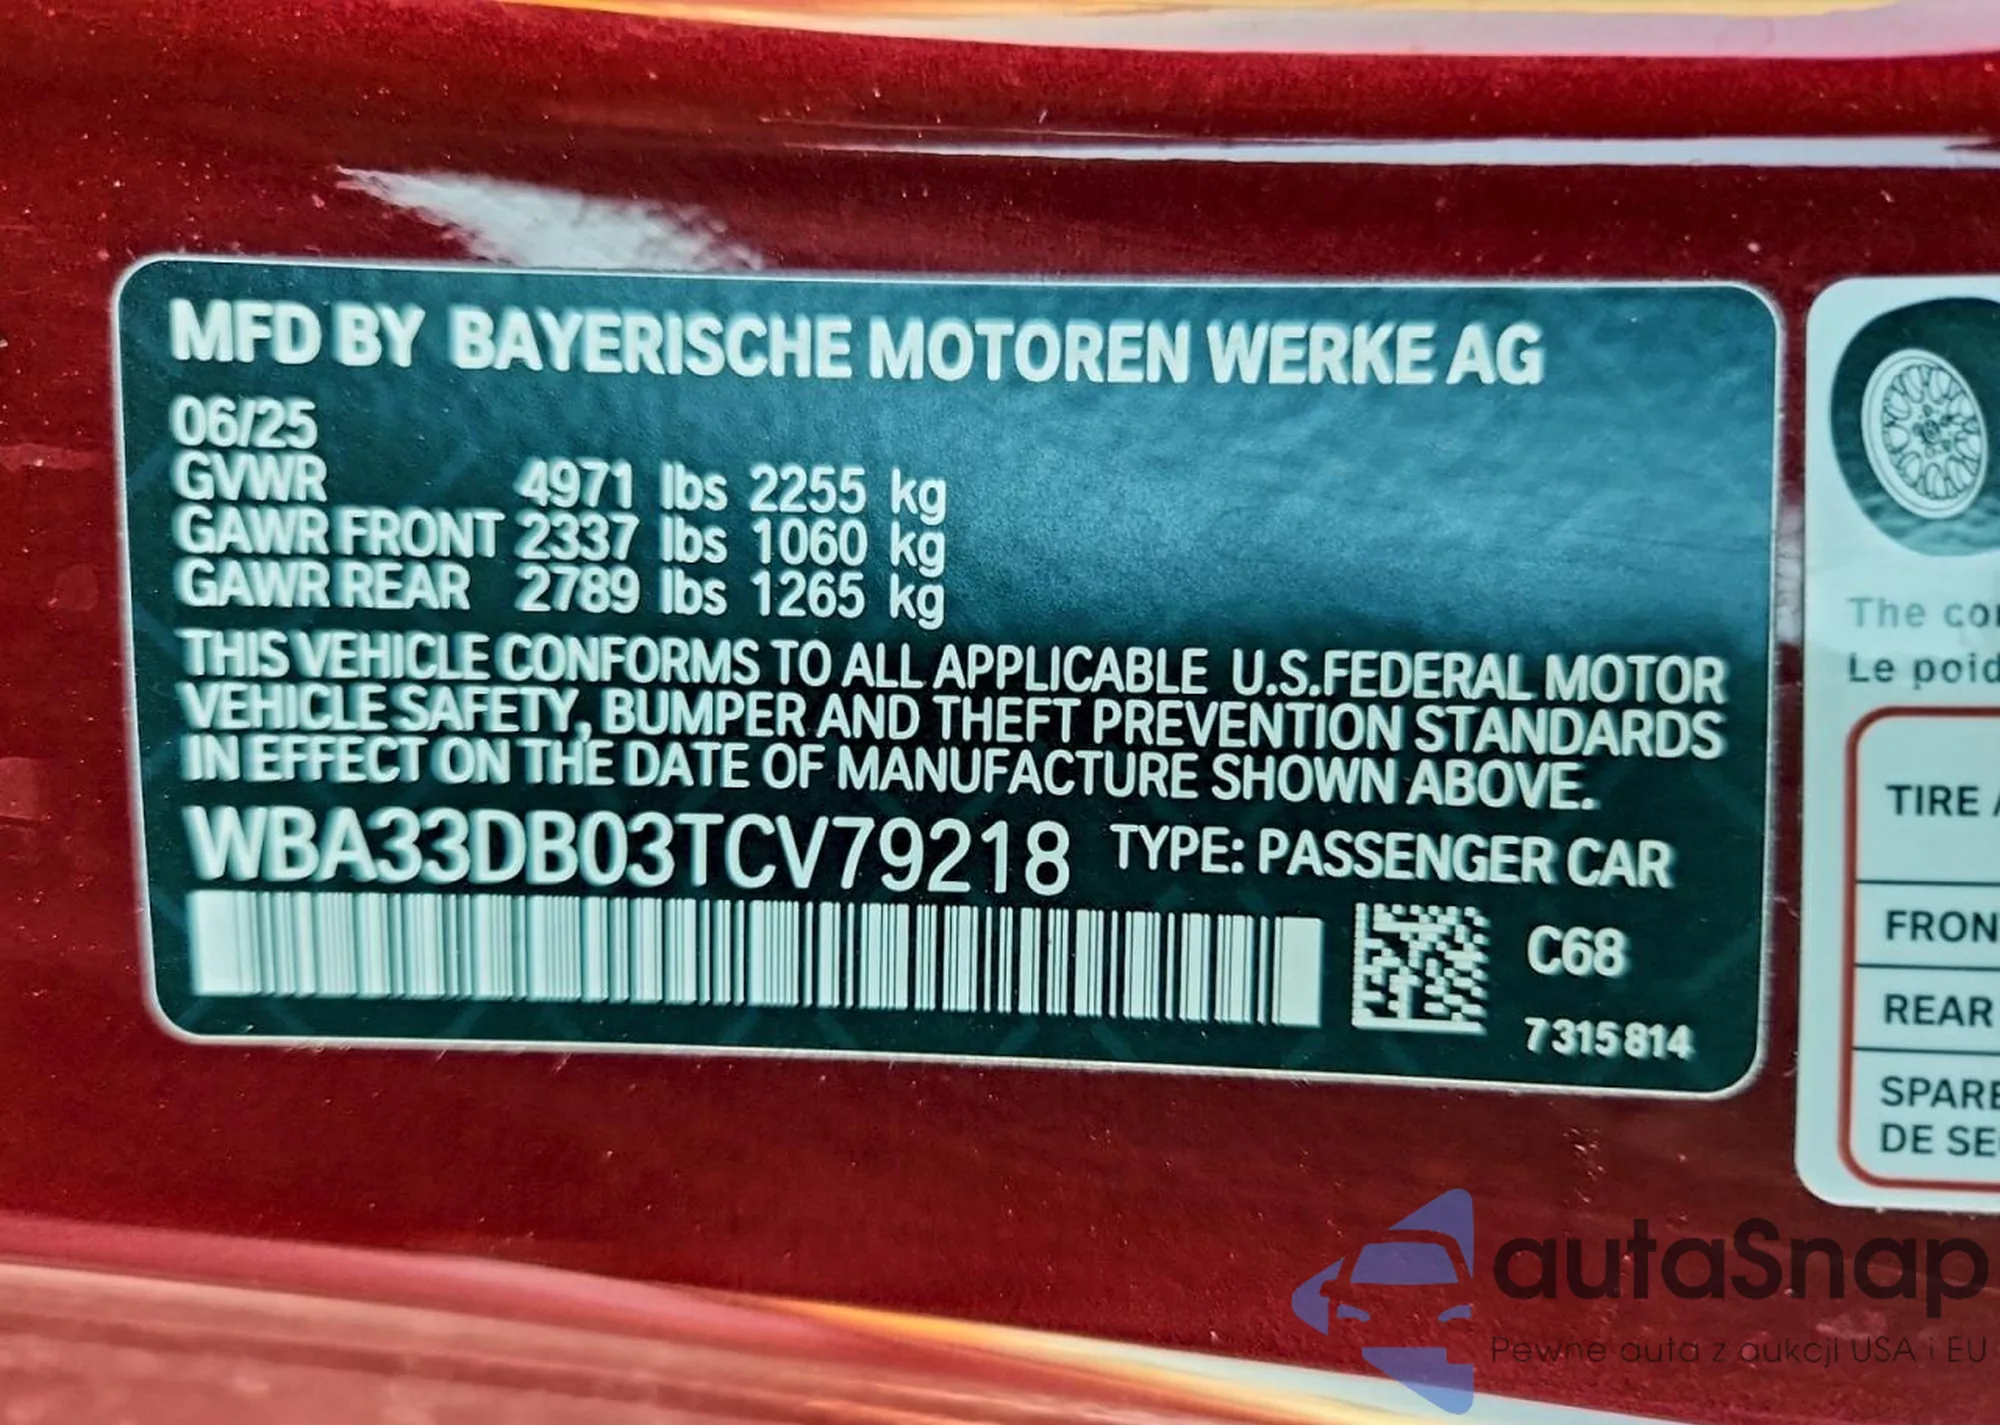 MFD BY BAYERISCHE MOTOREN WERKE AG
06/25
GVWR 4971 lbs 2255 kg
GAWR FRONT 2337 lbs 1060 kg
GAWR REAR 2789 lbs 1265 kg
THIS VEHICLE CONFORMS TO ALL APPLICABLE U.S.FEDERAL MOTOR
VEHICLE SAFETY, BUMPER AND THEFT PREVENTION STANDARDS
IN EFFECT ON THE DATE OF MANUFACTURE SHOWN ABOVE.
WBA33DB03TCV79218 TYPE: PASSENGER CAR
C68
7315814
The
Le
TIRE
FRON
REAR
SPARE
DE
autaSnap
Pewne auta z aukcji USA i EU